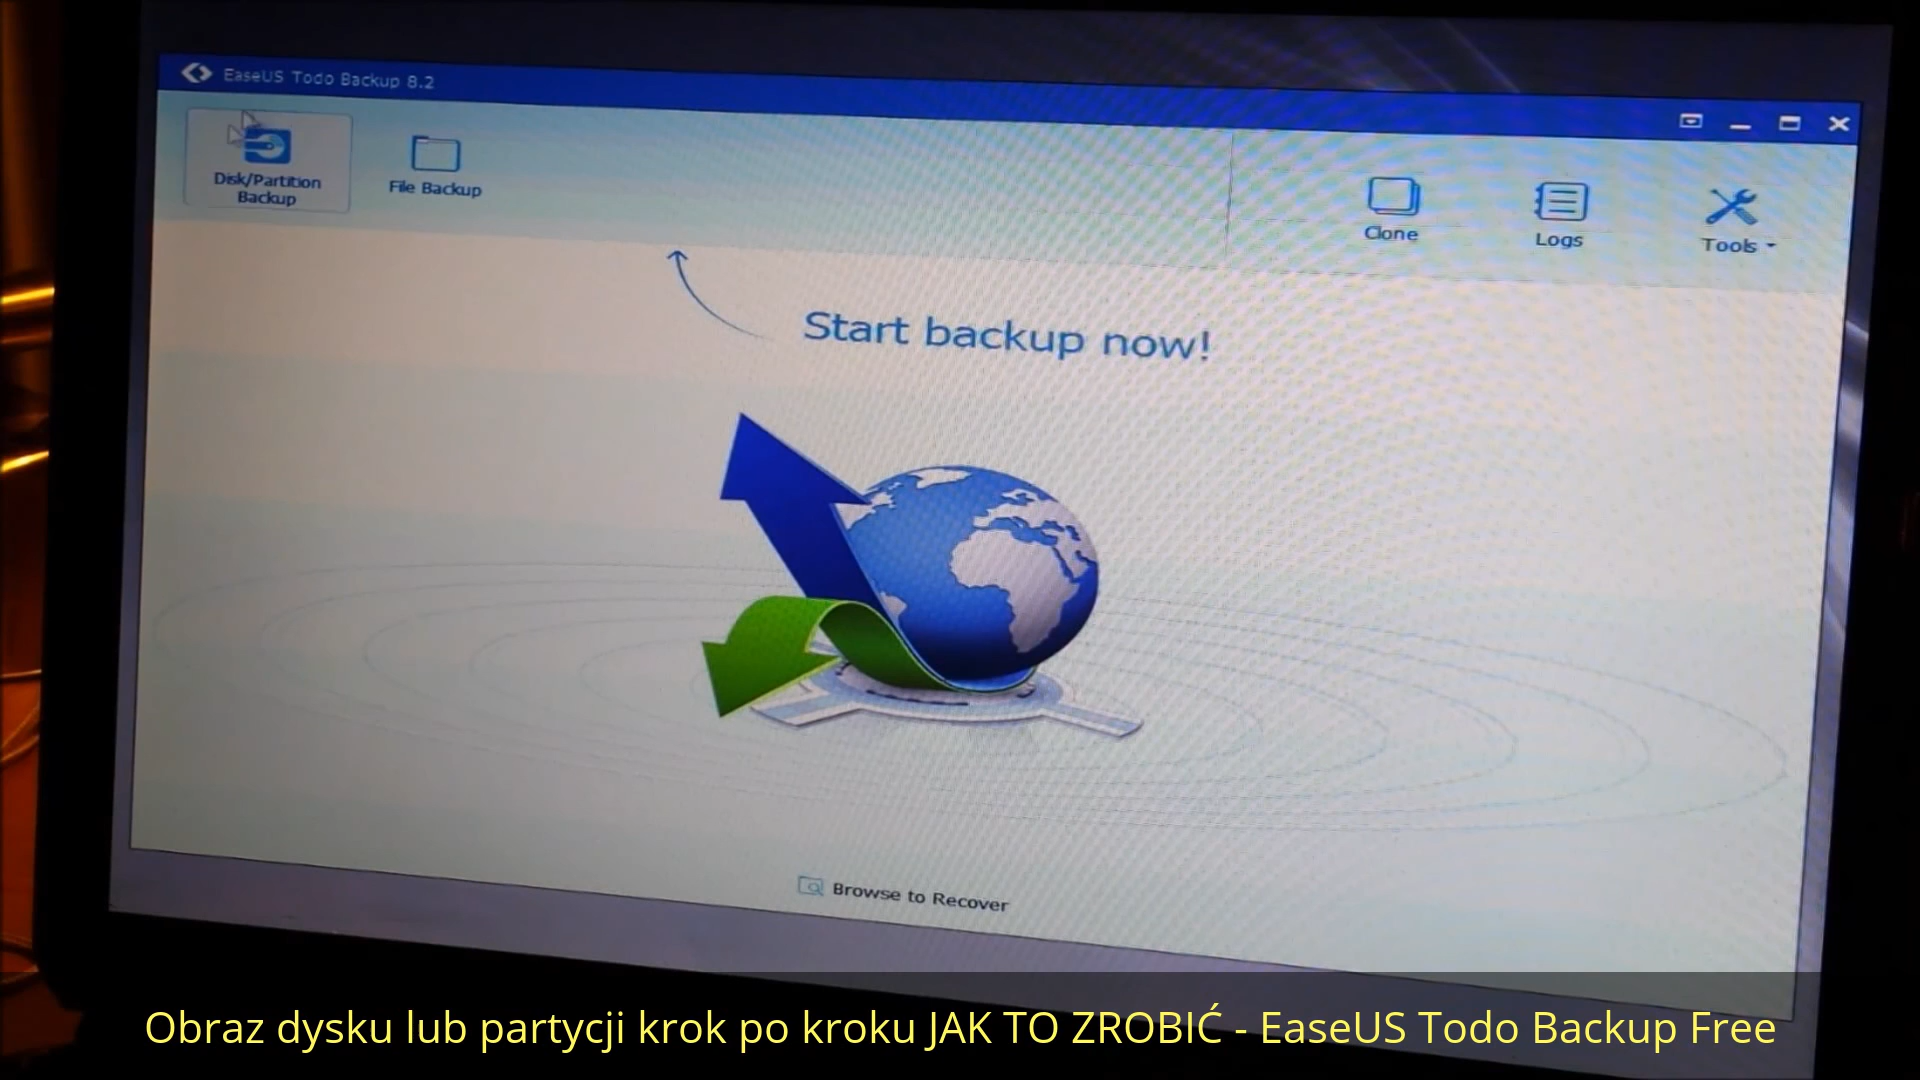 EaseUS Todo Backup 8.2
Disk/Partition
Backup
File Backup
Clone
Logs
Tools
Start backup now!
Browse to Recover
Obraz dysku lub partycji krok po kroku JAK TO ZROBIĆ - EaseUS Todo Backup Free